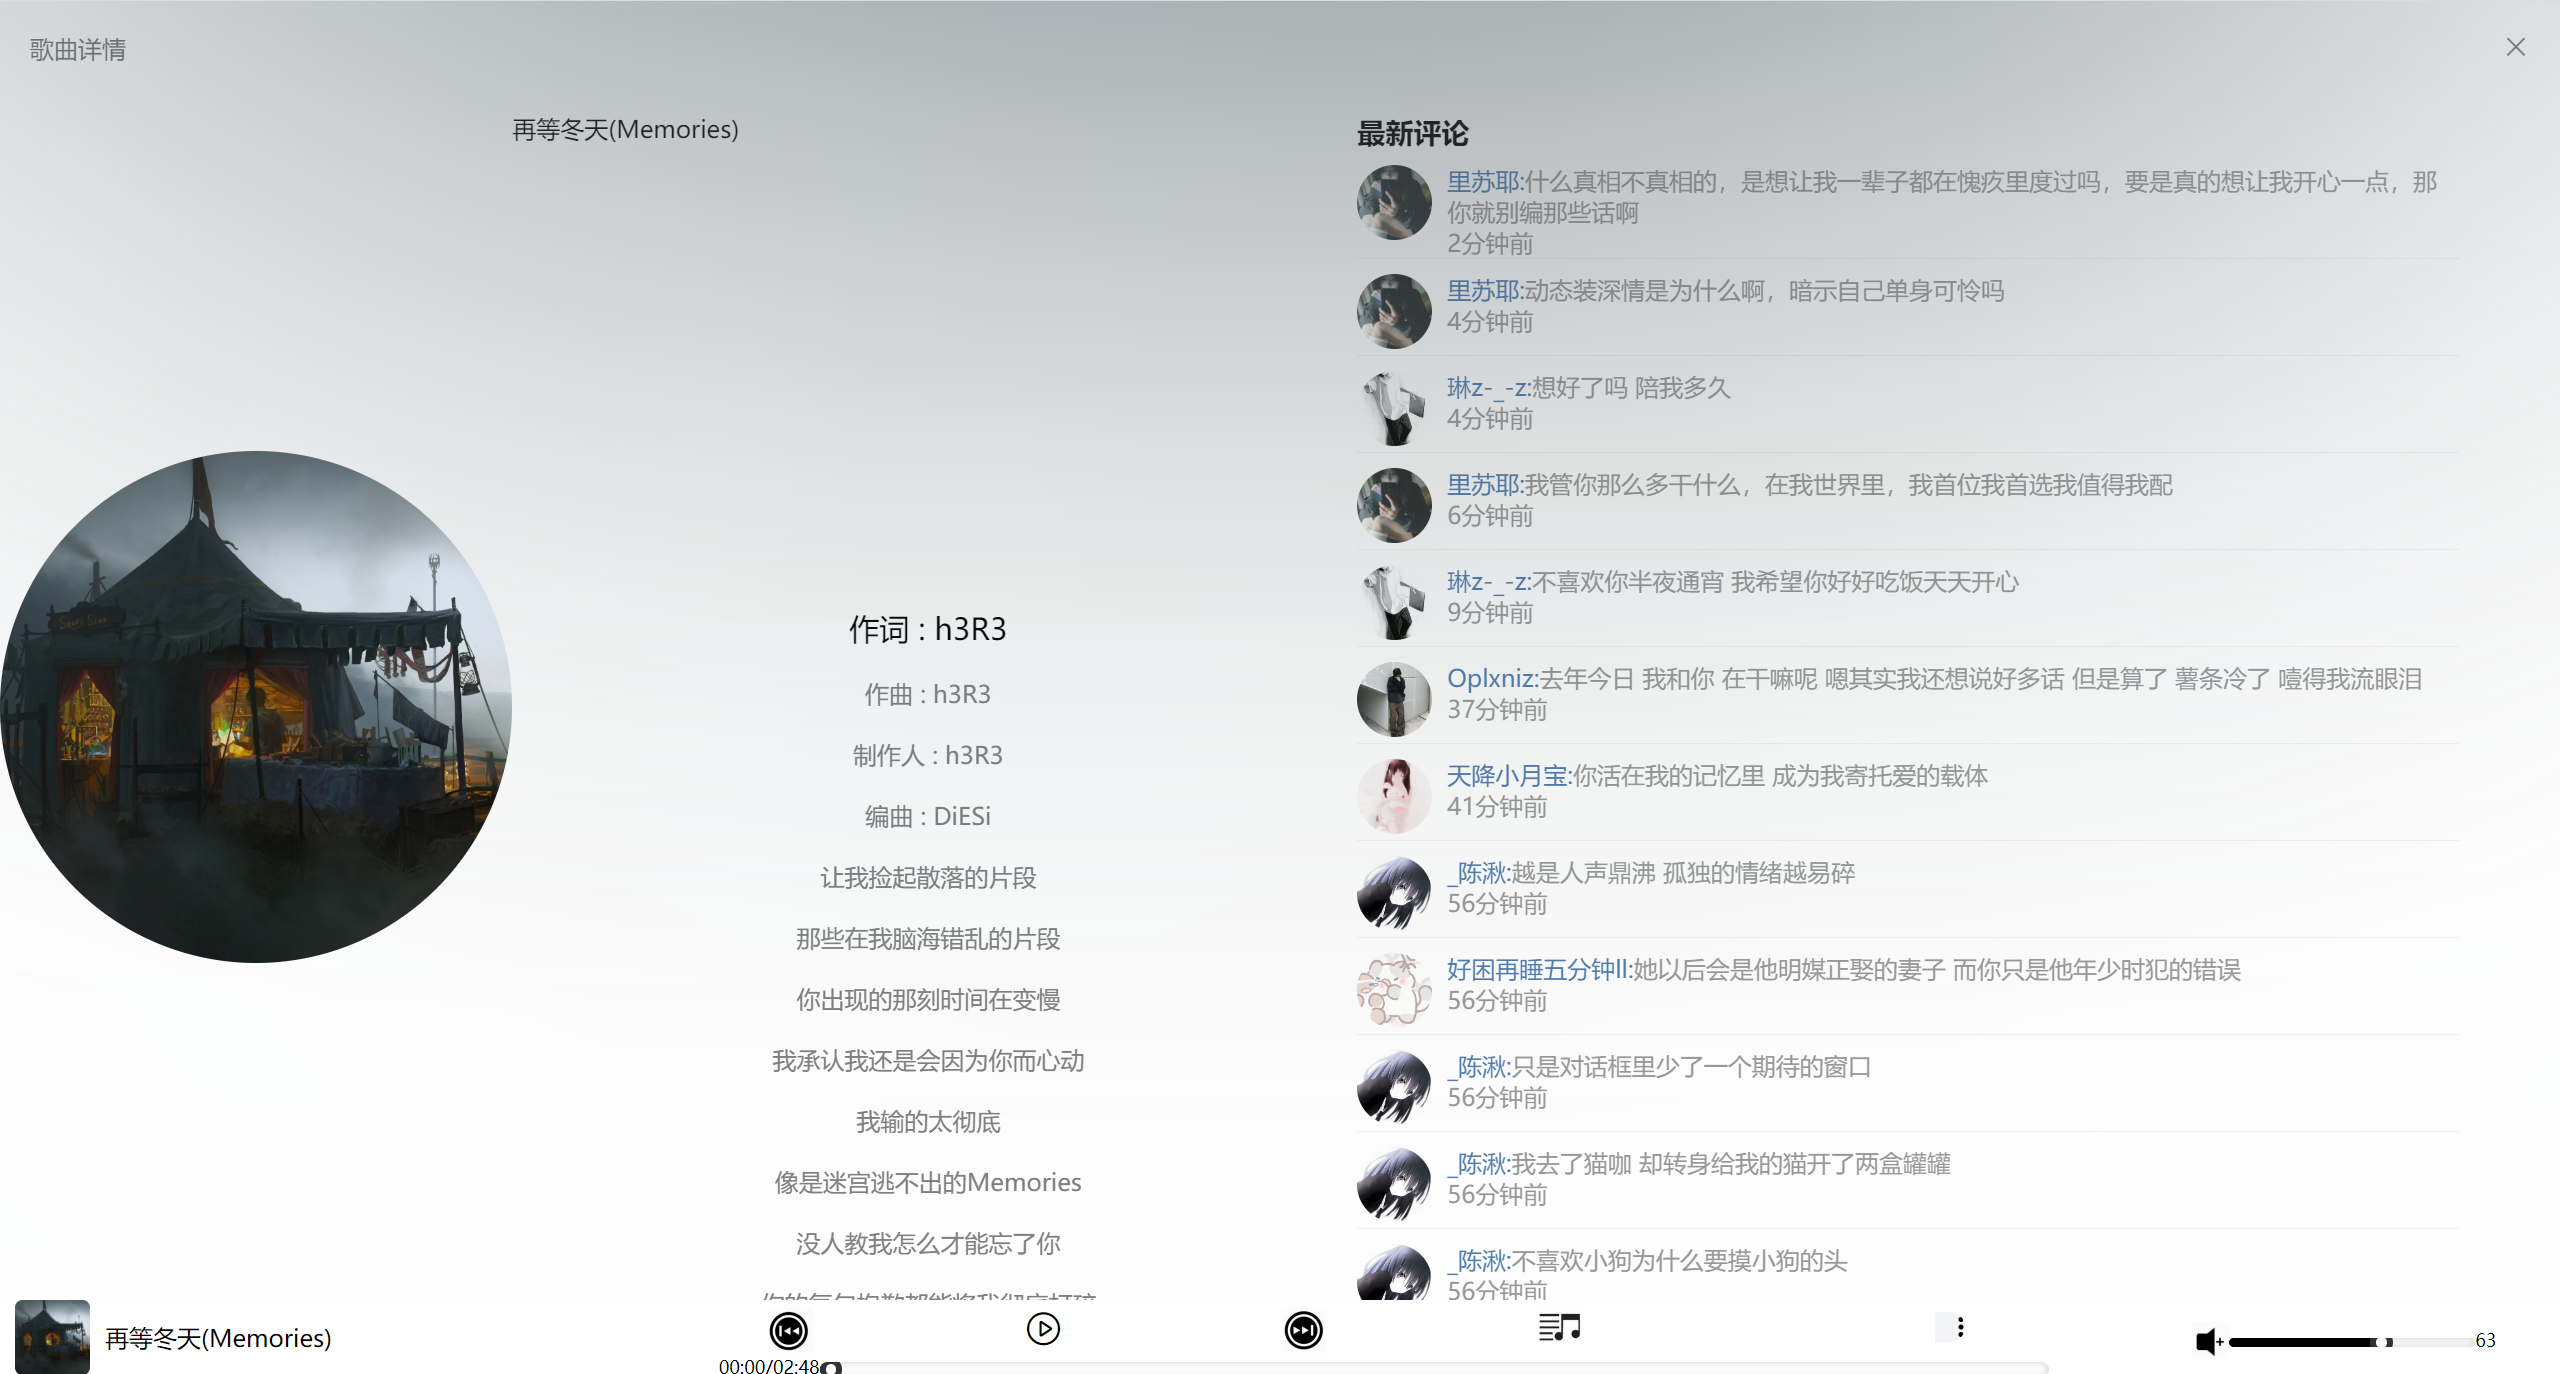 歌曲详情
再等冬天(Memories)
作词 : h3R3
作曲 : h3R3
制作人 : h3R3
编曲 : DiESi
让我捡起散落的片段
那些在我脑海错乱的片段
你出现的那刻时间在变慢
我承认我还是会因为你而心动
我输的太彻底
像是迷宫逃不出的Memories
没人教我怎么才能忘了你
最新评论
里苏耶:什么真相不真相的，是想让我一辈子都在愧疚里度过吗，要是真的想让我开心一点，那
你就别编那些话啊
2分钟前
里苏耶:动态装深情是为什么啊，暗示自己单身可怜吗
4分钟前
琳z-_-z:想好了吗 陪我多久
4分钟前
里苏耶:我管你那么多干什么，在我世界里，我首位我首选我值得我配
6分钟前
琳z-_-z:不喜欢你半夜通宵 我希望你好好吃饭天天开心
9分钟前
Oplxniz:去年今日 我和你 在干嘛呢 嗯其实我还想说好多话 但是算了 薯条冷了 噎得我流眼泪
37分钟前
天降小月宝:你活在我的记忆里 成为我寄托爱的载体
41分钟前
_陈湫:越是人声鼎沸 孤独的情绪越易碎
56分钟前
好困再睡五分钟ll:她以后会是他明媒正娶的妻子 而你只是他年少时犯的错误
56分钟前
_陈湫:只是对话框里少了一个期待的窗口
56分钟前
_陈湫:我去了猫咖 却转身给我的猫开了两盒罐罐
56分钟前
_陈湫:不喜欢小狗为什么要摸小狗的头
56分钟前
再等冬天(Memories)
00:00/02:48
63